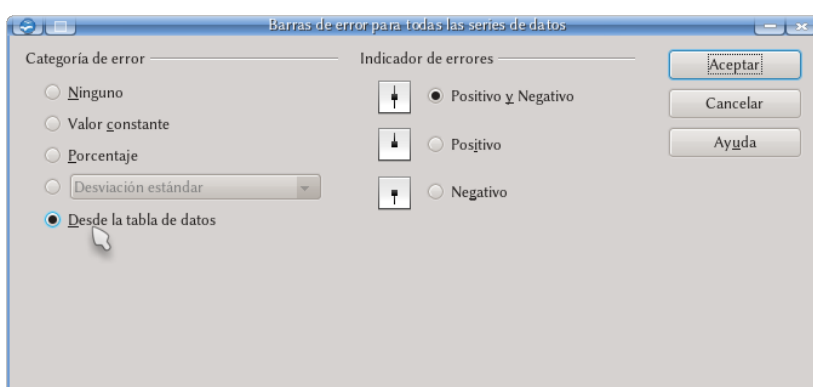 Barras de error para todas las series de datos
Categoría de error
Ninguno
Valor constante
Porcentaje
Desviación estándar
Desde la tabla de datos
Indicador de errores
Positivo y Negativo
Positivo
Negativo
Aceptar
Cancelar
Ayuda